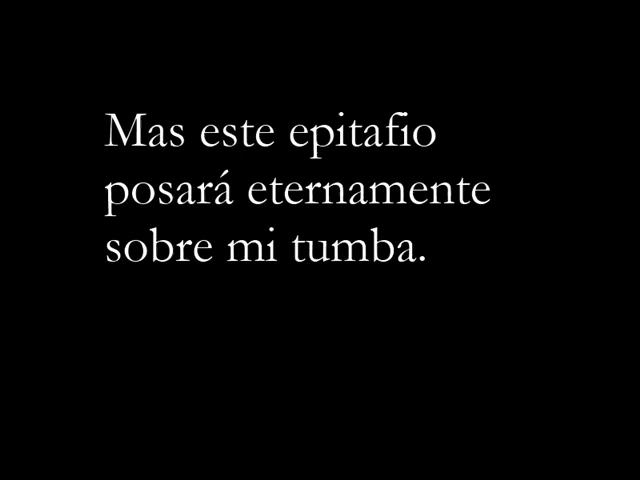 Mas este epitafio
posará eternamente
sobre mi tumba.